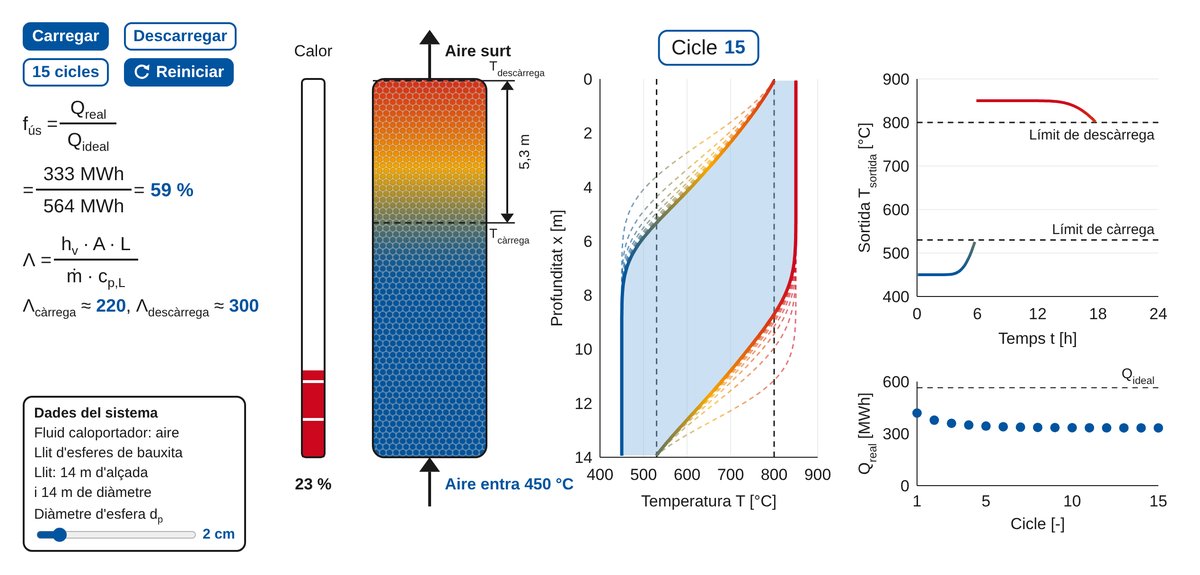 Carregar
Descarregar
15 cicles
Reiniciar
f_ús = Q_real / Q_ideal
= 333 MWh / 564 MWh = 59 %
Λ = h_v · A · L / ṁ · c_p,L
Λ_càrrega ≈ 220, Λ_descàrrega ≈ 300
Dades del sistema
Fluid caloportador: aire
Llit d'esferes de bauxita
Llit: 14 m d'alçada
i 14 m de diàmetre
Diàmetre d'esfera d_p
2 cm
Calor
23 %
Aire surt
T_descàrrega
5,3 m
T_càrrega
Aire entra 450 °C
Cicle 15
Profunditat x [m]
0
2
4
6
8
10
12
14
400 500 600 700 800 900
Temperatura T [°C]
Sortida T_sortida [°C]
900
800
Límit de descàrrega
700
600
Límit de càrrega
500
400
0 6 12 18 24
Temps t [h]
Q_ideal
Q_real [MWh]
600
300
0
1 5 10 15
Cicle [-]